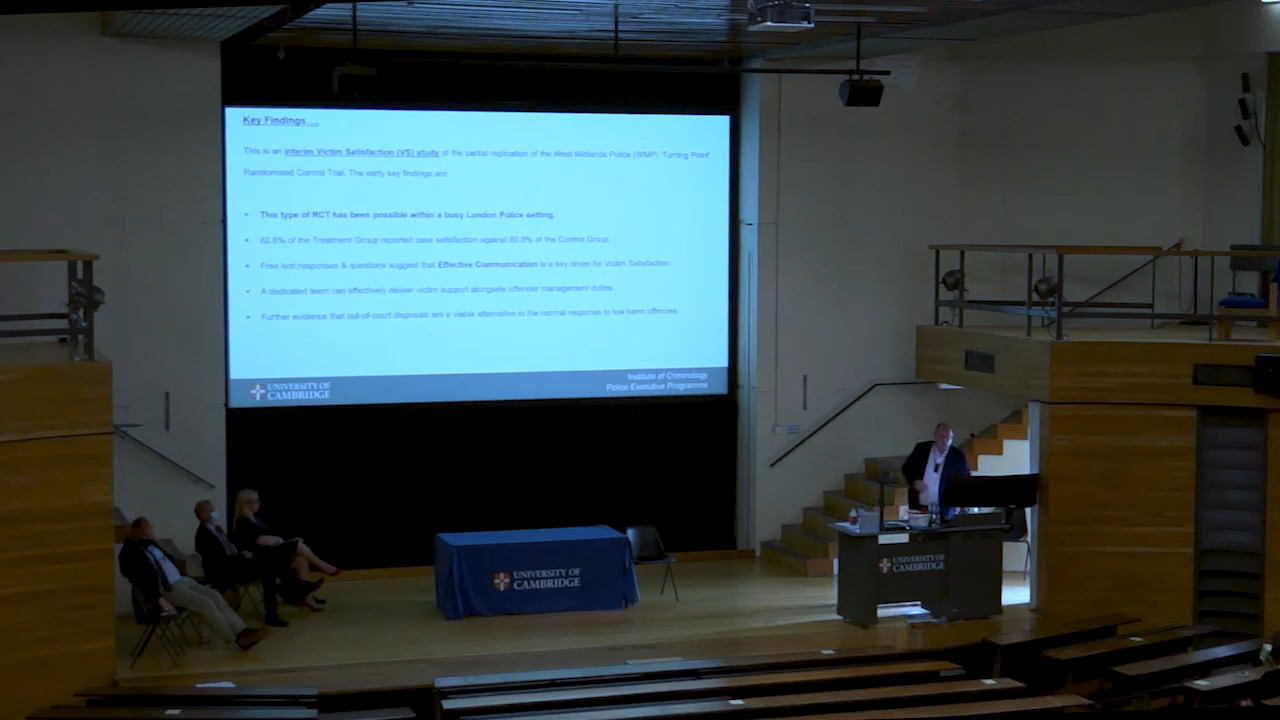 Key Findings....
This is an Interim Victim Satisfaction (VS) study of the partial replication of the West Midlands Police (WMP) 'Turning Point'
Randomised Control Trial. The early key findings are:
• This type of RCT has been possible within a busy London Police setting.
• 82.8% of the Treatment Group reported case satisfaction against 80.9% of the Control Group.
• Free text responses & questions suggest that Effective Communication is a key driver for Victim Satisfaction.
• A dedicated team can effectively deliver victim support alongside offender management duties.
• Further evidence that out-of-court disposals are a viable alternative to the normal response to low harm offences.
UNIVERSITY OF
CAMBRIDGE
Institute of Criminology
Police Executive Programme
UNIVERSITY OF
CAMBRIDGE
UNIVERSITY OF
CAMBRIDGE